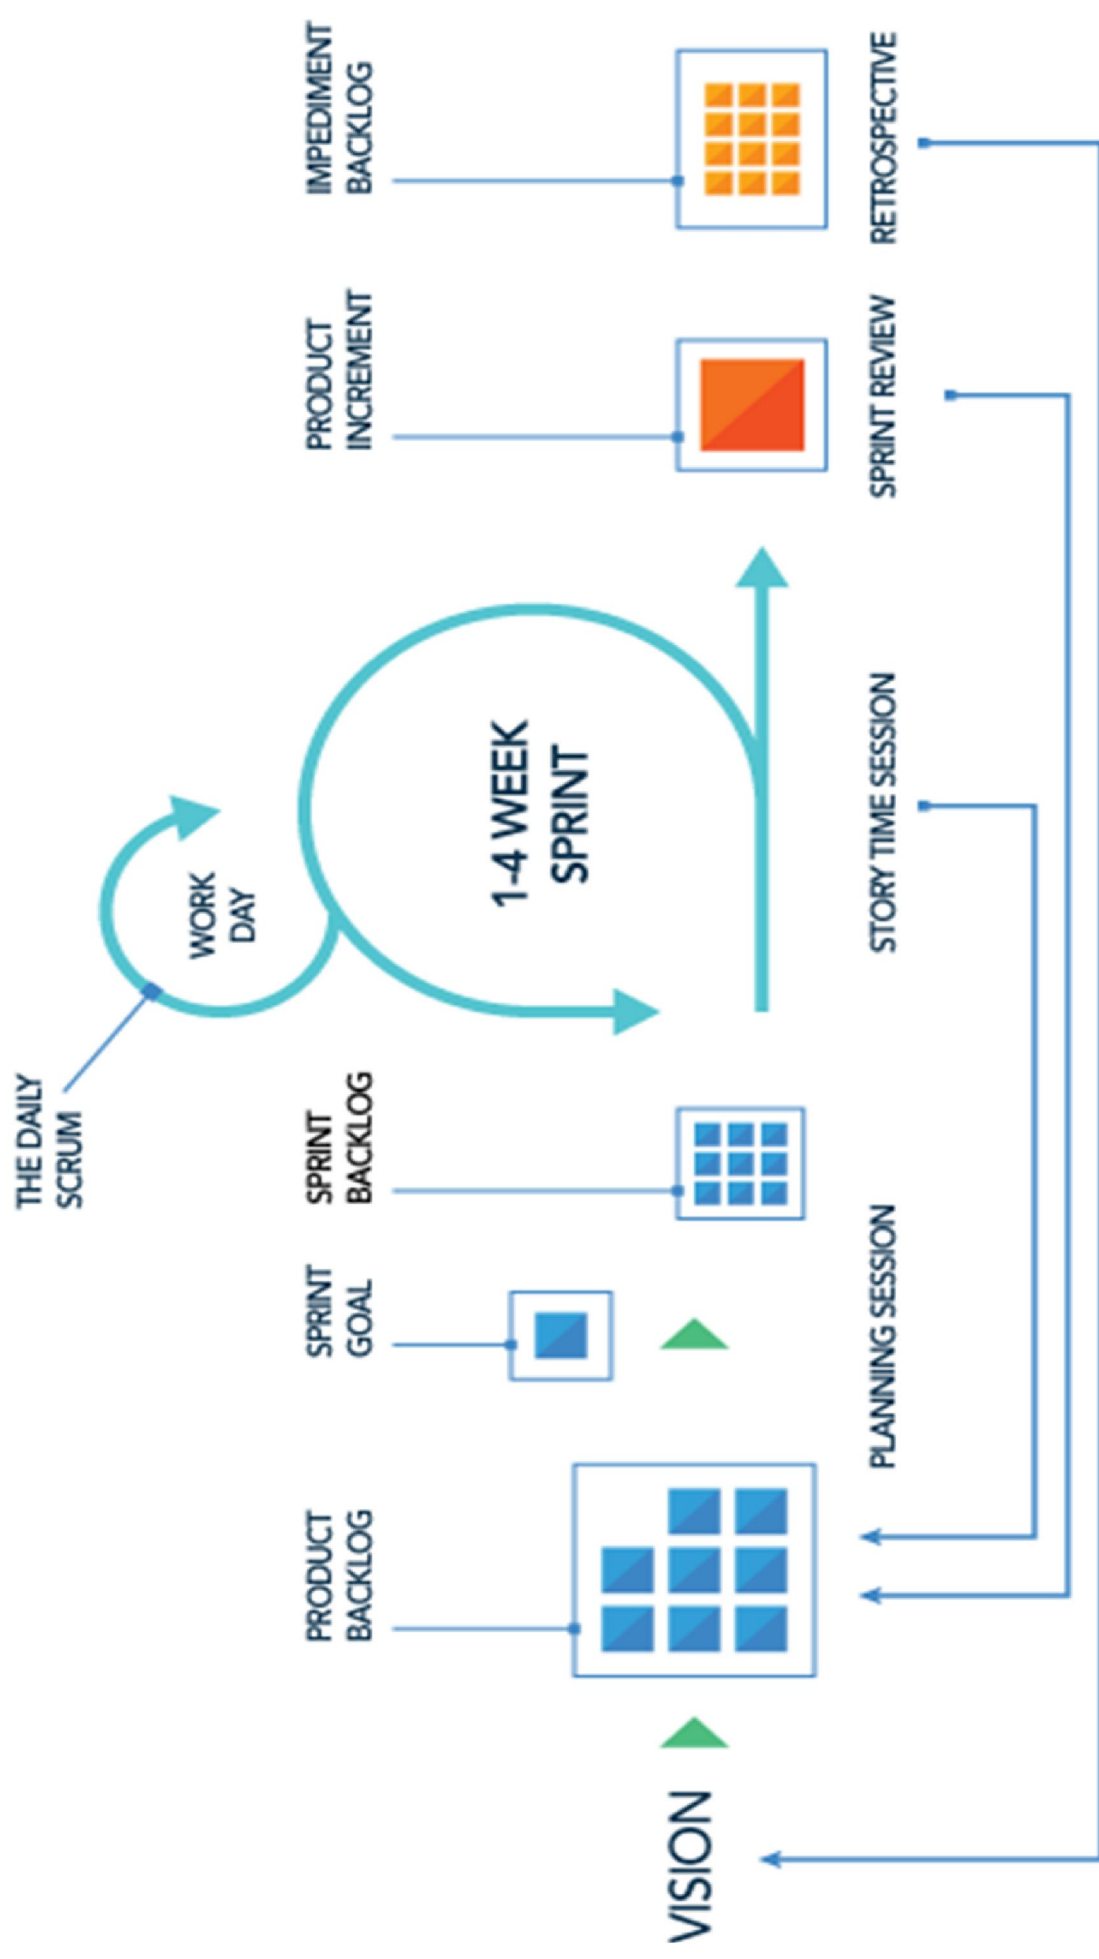 THE DAILY
SCRUM
WORK
DAY
PRODUCT
BACKLOG
SPRINT
GOAL
SPRINT
BACKLOG
PRODUCT
INCREMENT
IMPEDIMENT
BACKLOG
1-4 WEEK
SPRINT
VISION
PLANNING SESSION
STORY TIME SESSION
SPRINT REVIEW
RETROSPECTIVE